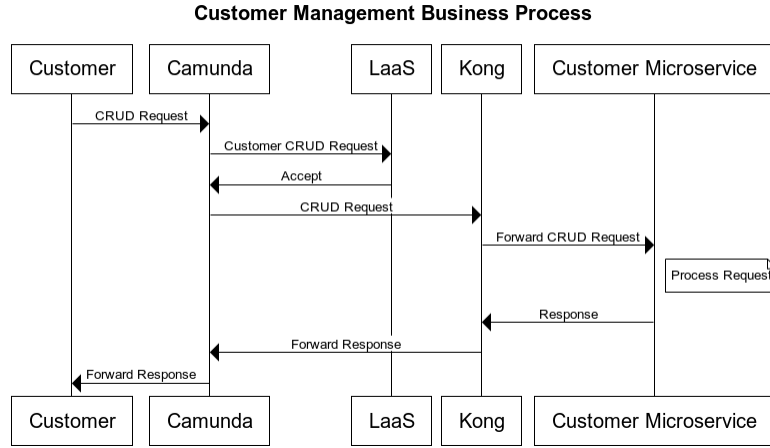 Customer Management Business Process
Customer Camunda LaaS Kong Customer Microservice
CRUD Request
Customer CRUD Request
Accept
CRUD Request
Forward CRUD Request
Process Request
Response
Forward Response
Forward Response
Customer Camunda LaaS Kong Customer Microservice